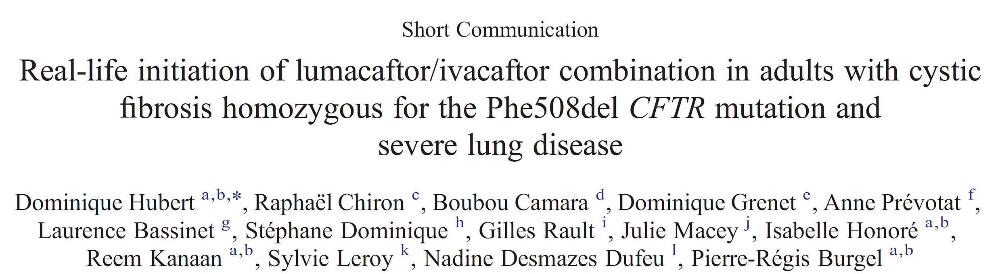 Short Communication
Real-life initiation of lumacaftor/ivacaftor combination in adults with cystic
fibrosis homozygous for the Phe508del CFTR mutation and
severe lung disease
Dominique Hubert a,b,*, Raphaël Chiron c, Boubou Camara d, Dominique Grenet e, Anne Prévotat f,
Laurence Bassinet g, Stéphane Dominique h, Gilles Rault i, Julie Macey j, Isabelle Honoré a,b,
Reem Kanaan a,b, Sylvie Leroy k, Nadine Desmazes Dufeu l, Pierre-Régis Burgel a,b